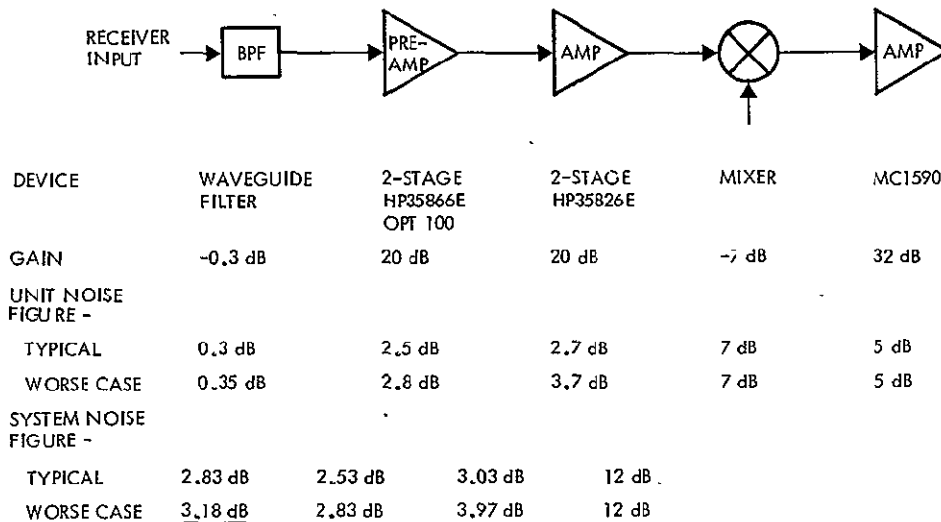 RECEIVER
INPUT
BPF
PRE-
AMP
AMP
AMP
DEVICE WAVEGUIDE 2-STAGE 2-STAGE MIXER MC1590
FILTER HP35866E HP35826E
OPT 100
GAIN -0.3 dB 20 dB 20 dB -7 dB 32 dB
UNIT NOISE
FIGURE -
TYPICAL 0.3 dB 2.5 dB 2.7 dB 7 dB 5 dB
WORSE CASE 0.35 dB 2.8 dB 3.7 dB 7 dB 5 dB
SYSTEM NOISE
FIGURE -
TYPICAL 2.83 dB 2.53 dB 3.03 dB 12 dB
WORSE CASE 3.18 dB 2.83 dB 3.97 dB 12 dB